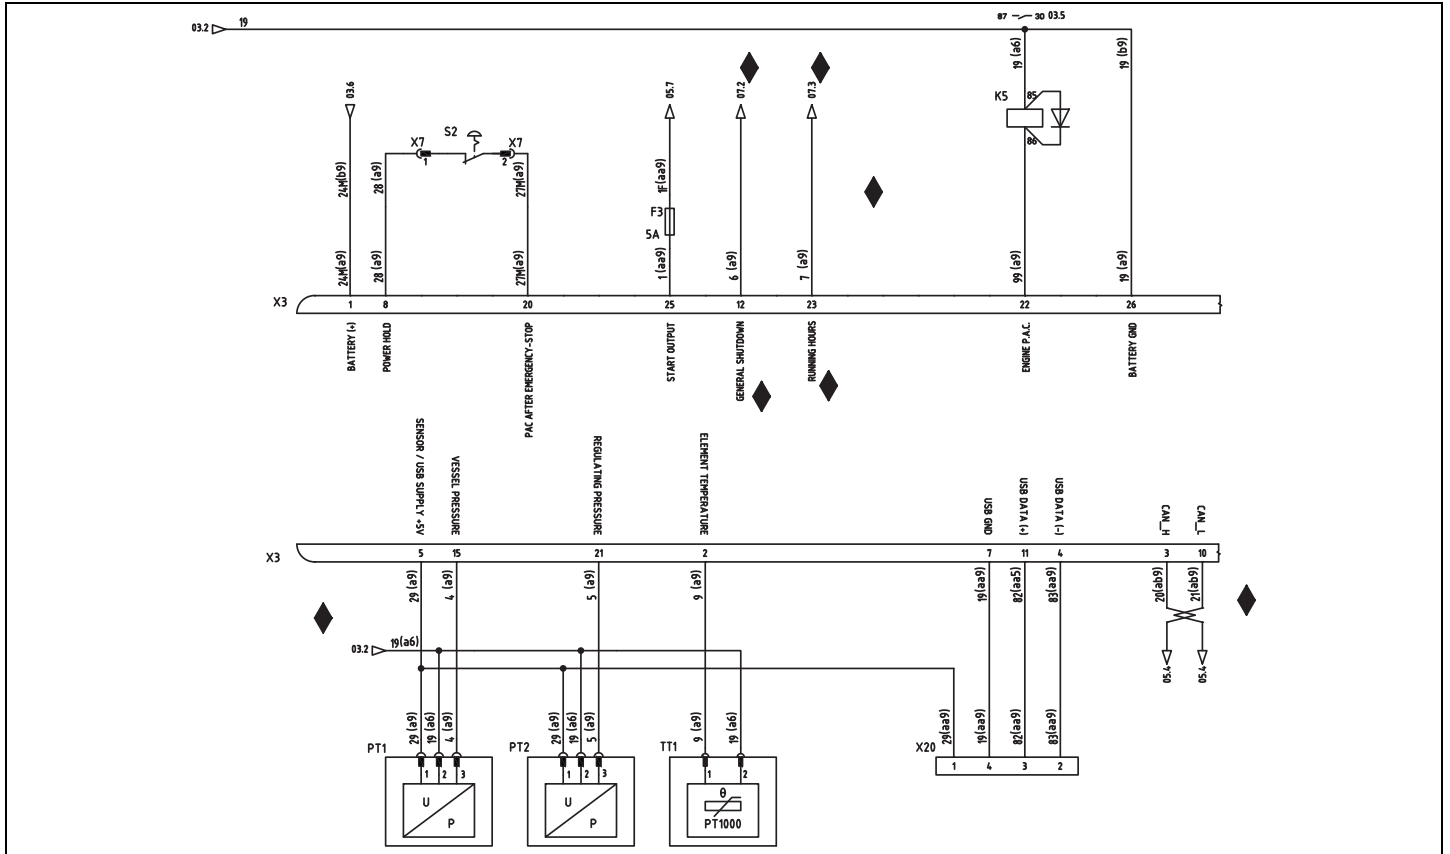 87 30 03.5
03.2 19
19 (a6)
19 (b9)
03.6
05.7
07.2
07.3
K5
85
86
S2
X7
X7
1
2
24M(b9)
28 (a9)
27M(a9)
1F(aa9)
F3
5A
24M(a9)
28 (a9)
27M(a9)
1 (aa9)
6 (a9)
7 (a9)
99 (a9)
19 (a9)
X3
1 8 20 25 12 23 22 26
BATTERY (+)
POWER HOLD
PAC AFTER EMERGENCY-STOP
START OUTPUT
GENERAL SHUTDOWN
RUNNING HOURS
ENGINE P.A.C.
BATTERY GND
SENSOR / USB SUPPLY +5V
VESSEL PRESSURE
REGULATING PRESSURE
ELEMENT TEMPERATURE
USB GND
USB DATA (+)
USB DATA (-)
CAN_H
CAN_L
X3
5 15 21 2 7 11 4 3 10
29 (a9)
4 (a9)
5 (a9)
9 (a9)
19(aa9)
82(aa5)
83(aa9)
20(ab9)
21(ab9)
03.2 19(a6)
05.4
05.4
29 (a9)
19 (a6)
4 (a9)
29 (a9)
19 (a6)
5 (a9)
9 (a9)
19 (a6)
29(aa9)
19(aa9)
82(aa9)
83(aa9)
PT1
PT2
TT1
X20
1 2 3
1 2 3
1 2
1 4 3 2
U
P
U
P
θ
PT1000